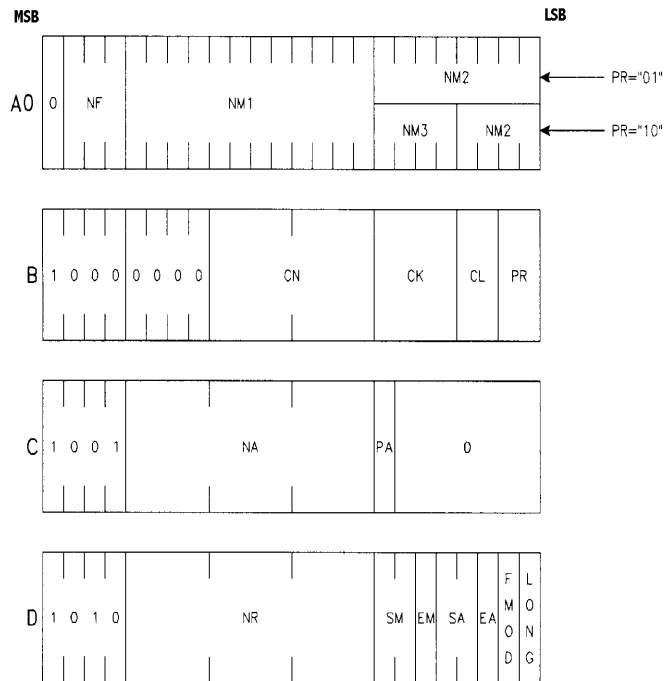 MSB LSB
NM2 PR="01"
A0 0 NF NM1
NM3 NM2 PR="10"
B 1 0 0 0 0 0 0 0 CN CK CL PR
C 1 0 0 1 NA PA 0
D 1 0 1 0 NR SM EM SA EA FMOD LONG